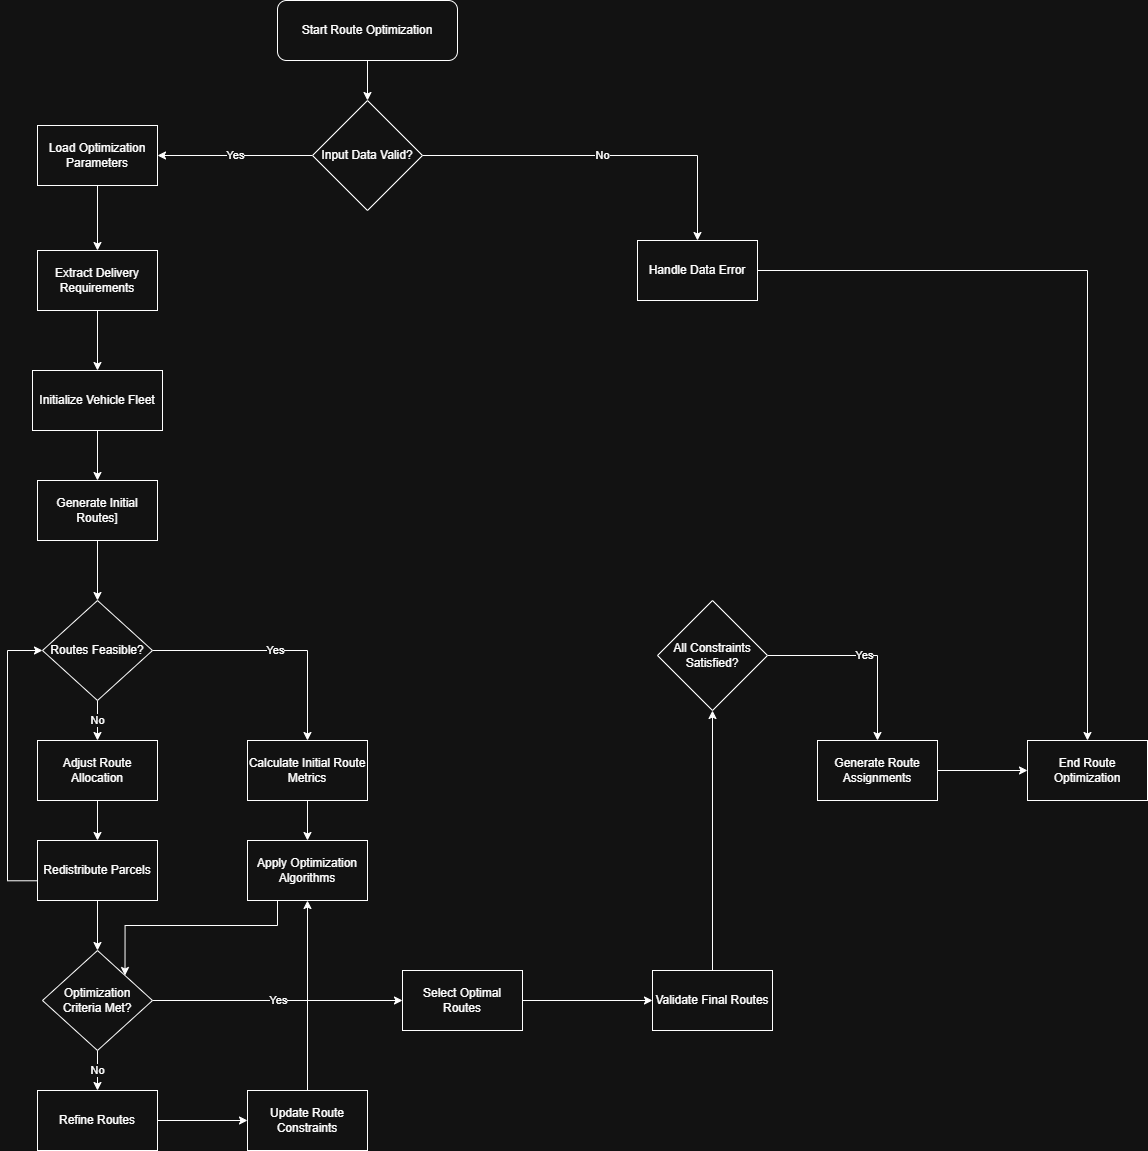 Start Route Optimization
Input Data Valid?
Yes
No
Load Optimization
Parameters
Handle Data Error
Extract Delivery
Requirements
Initialize Vehicle Fleet
Generate Initial
Routes]
Routes Feasible?
Yes
No
All Constraints
Satisfied?
Yes
Adjust Route
Allocation
Calculate Initial Route
Metrics
Generate Route
Assignments
End Route
Optimization
Redistribute Parcels
Apply Optimization
Algorithms
Optimization
Criteria Met?
Yes
No
Select Optimal
Routes
Validate Final Routes
Refine Routes
Update Route
Constraints